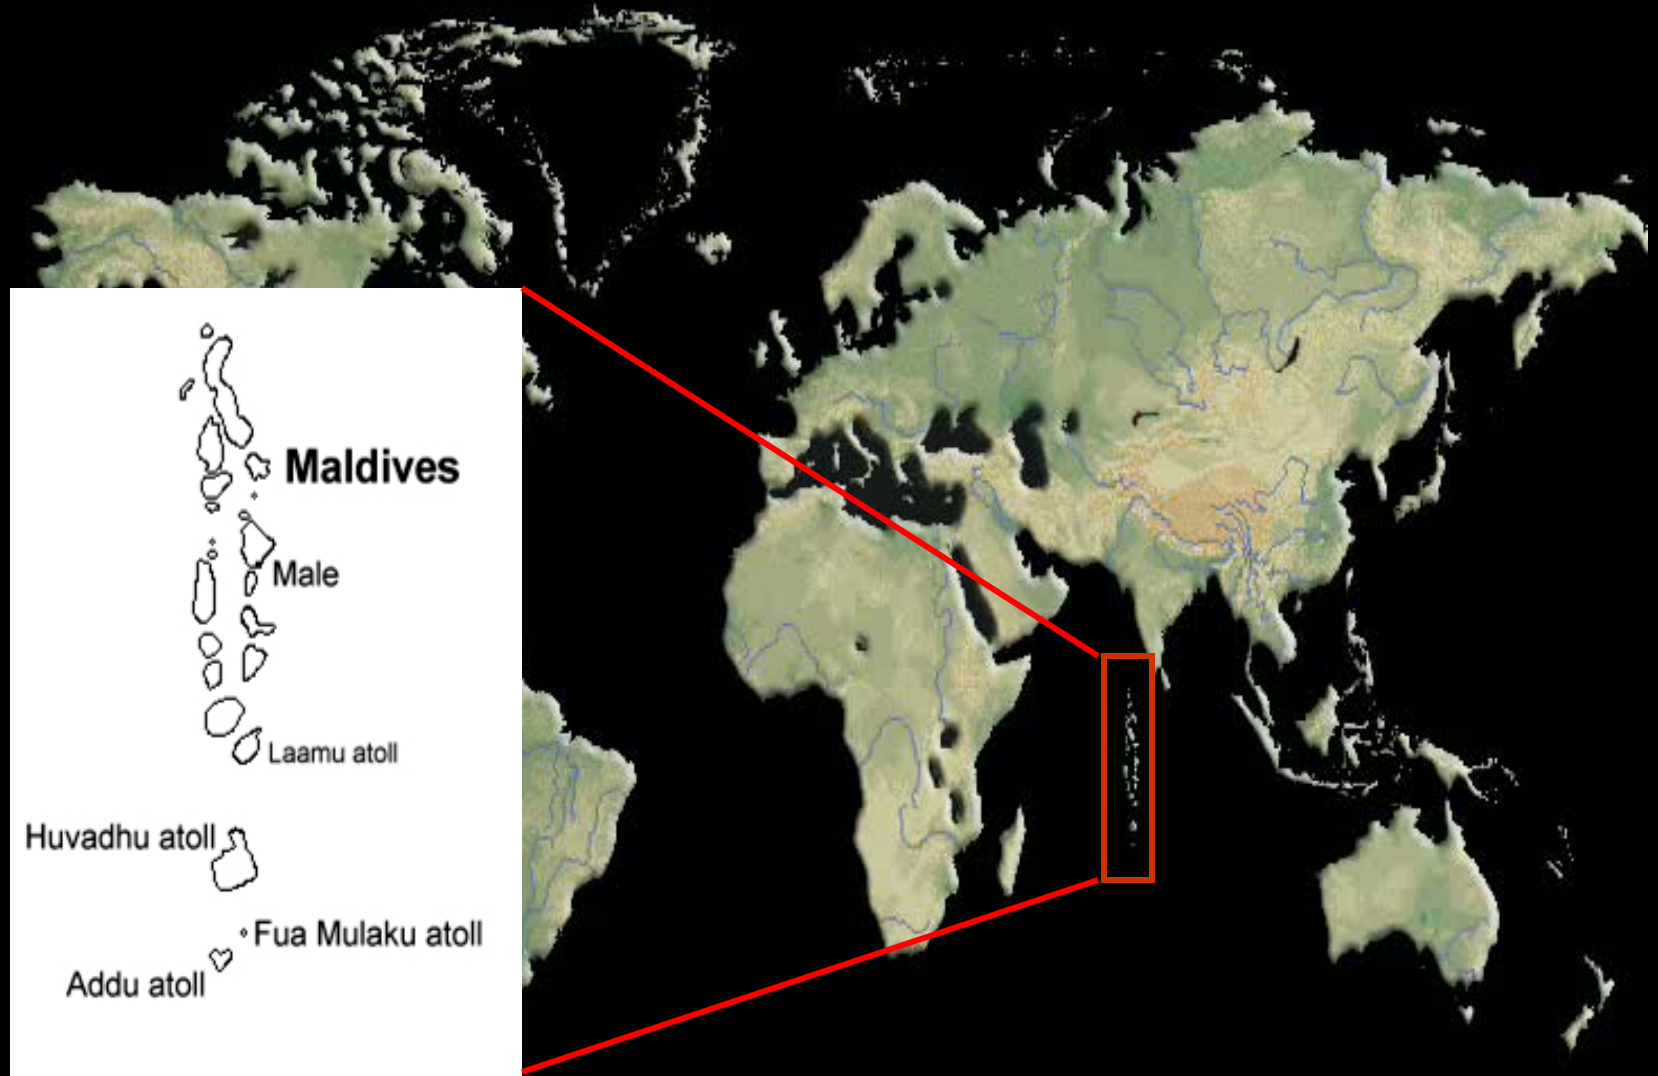 Maldives
Male
Laamu atoll
Huvadhu atoll
Fua Mulaku atoll
Addu atoll